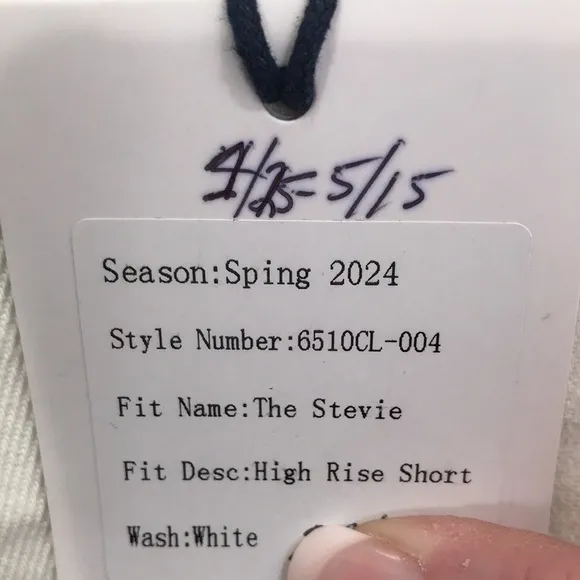 4/25-5/15
Season:Sping 2024
Style Number:6510CL-004
Fit Name:The Stevie
Fit Desc:High Rise Short
Wash:White